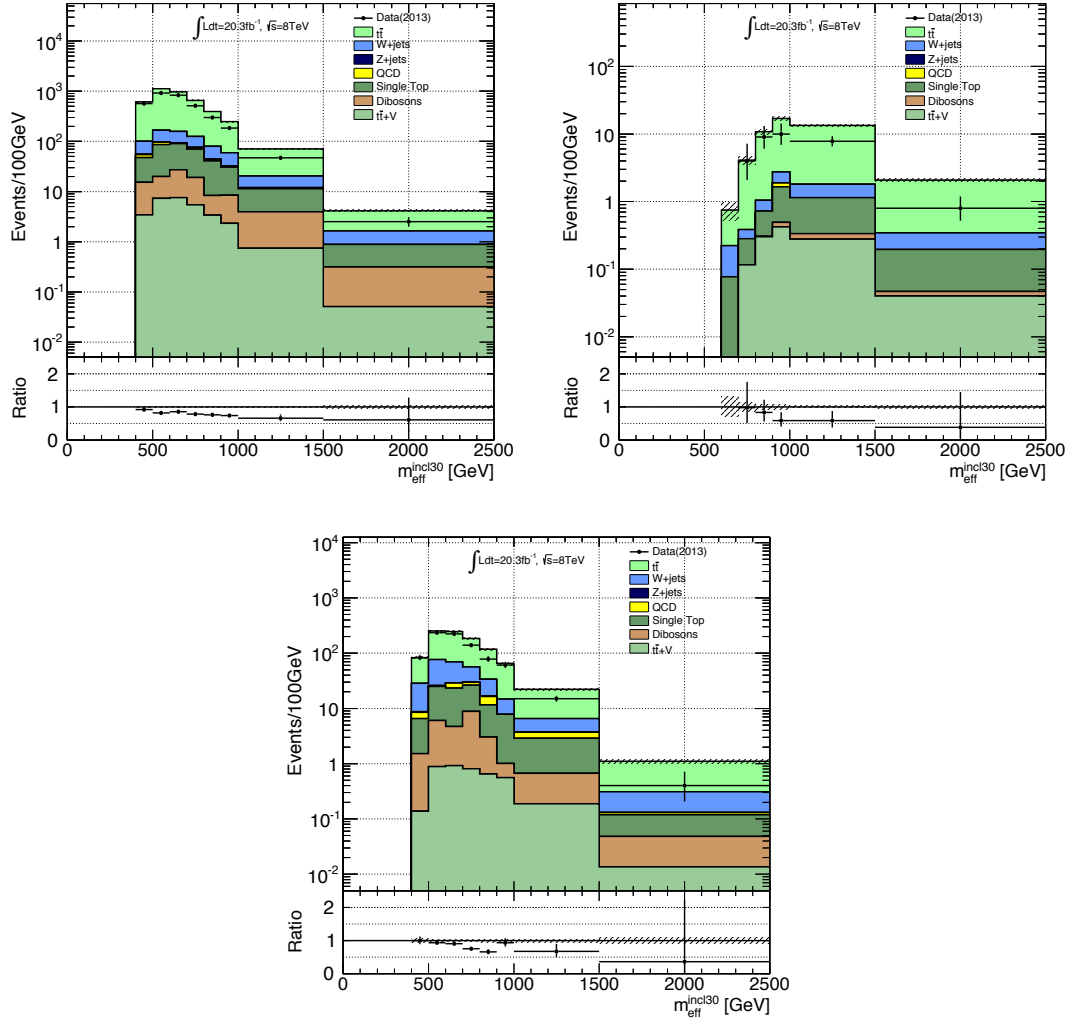 ∫Ldt=20.3fb⁻¹, √s=8TeV
Data(2013)
tt̄
W+jets
Z+jets
QCD
Single Top
Dibosons
tt̄+V
Events/100GeV
10⁴
10³
10²
10
1
10⁻¹
10⁻²
Ratio
2
1
0
0 500 1000 1500 2000 2500
m_eff^incl30 [GeV]
∫Ldt=20.3fb⁻¹, √s=8TeV
Data(2013)
tt̄
W+jets
Z+jets
QCD
Single Top
Dibosons
tt̄+V
Events/100GeV
10²
10
1
10⁻¹
10⁻²
Ratio
2
1
0
0 500 1000 1500 2000 2500
m_eff^incl30 [GeV]
∫Ldt=20.3fb⁻¹, √s=8TeV
Data(2013)
tt̄
W+jets
Z+jets
QCD
Single Top
Dibosons
tt̄+V
Events/100GeV
10⁴
10³
10²
10
1
10⁻¹
10⁻²
Ratio
2
1
0
0 500 1000 1500 2000 2500
m_eff^incl30 [GeV]